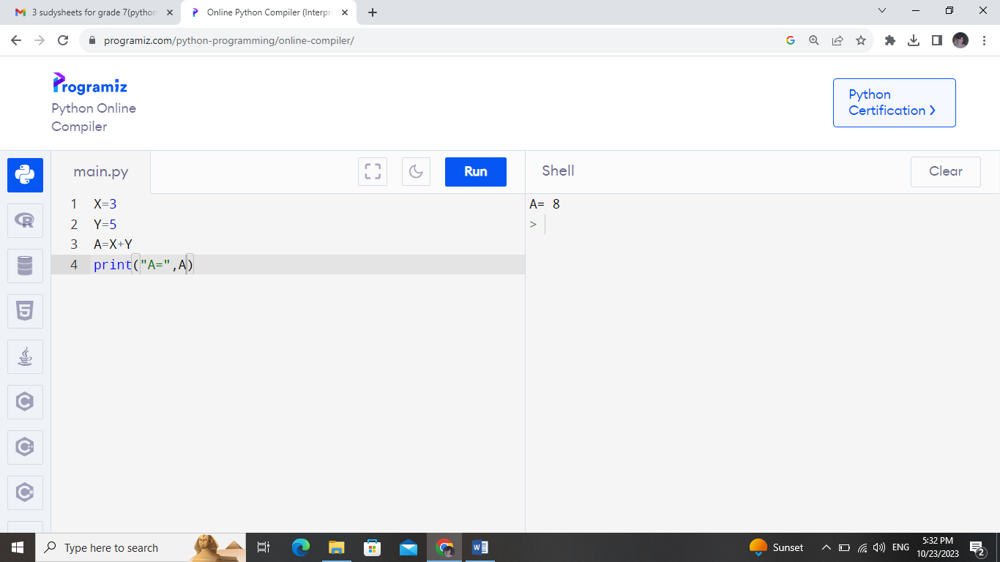 3 sudysheets for grade 7(python
Online Python Compiler (Interpr
programiz.com/python-programming/online-compiler/
Programiz
Python Online
Compiler
Python
Certification >
main.py
Run
Shell
Clear
1 X=3
2 Y=5
3 A=X+Y
4 print("A=",A)
A= 8
>
Type here to search
Sunset
ENG
5:32 PM
10/23/2023
2